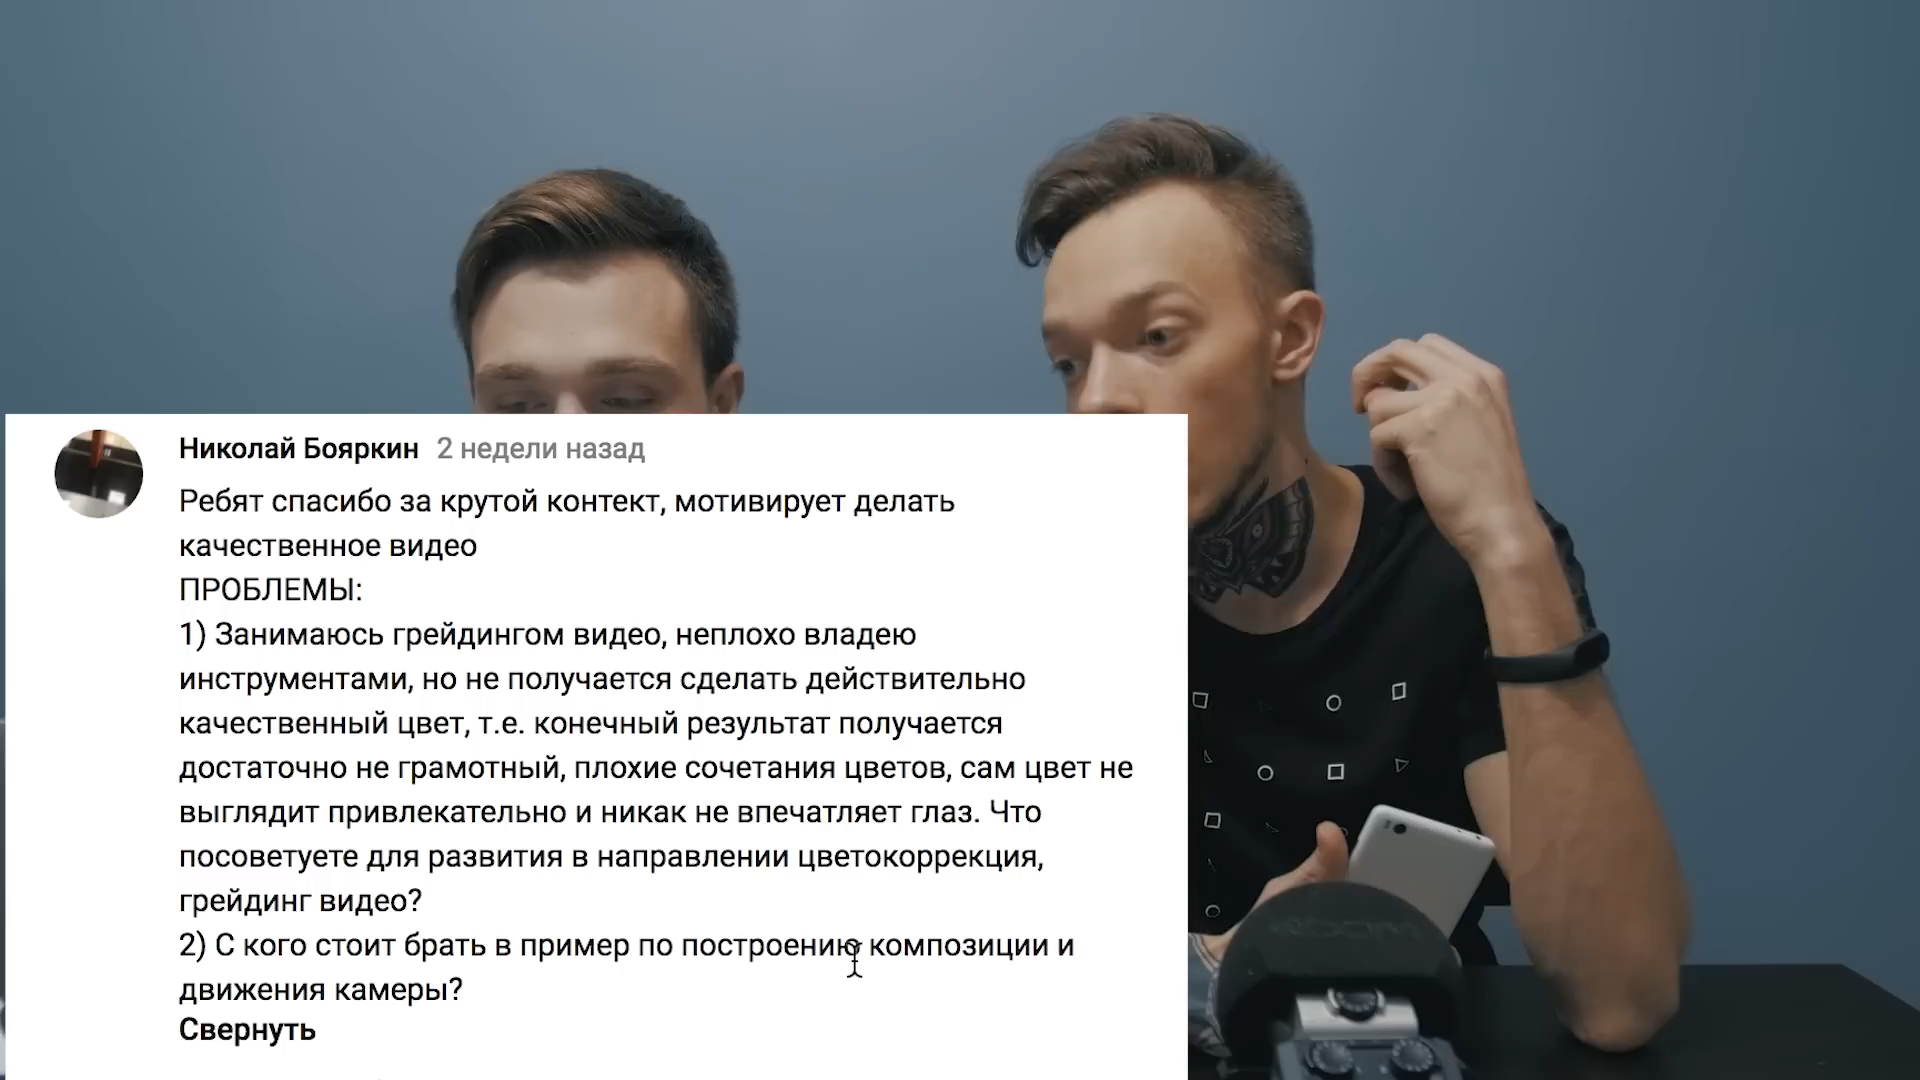 Николай Бояркин 2 недели назад
Ребят спасибо за крутой контект, мотивирует делать
качественное видео
ПРОБЛЕМЫ:
1) Занимаюсь грейдингом видео, неплохо владею
инструментами, но не получается сделать действительно
качественный цвет, т.е. конечный результат получается
достаточно не грамотный, плохие сочетания цветов, сам цвет не
выглядит привлекательно и никак не впечатляет глаз. Что
посоветуете для развития в направлении цветокоррекция,
грейдинг видео?
2) С кого стоит брать в пример по построению композиции и
движения камеры?
Свернуть